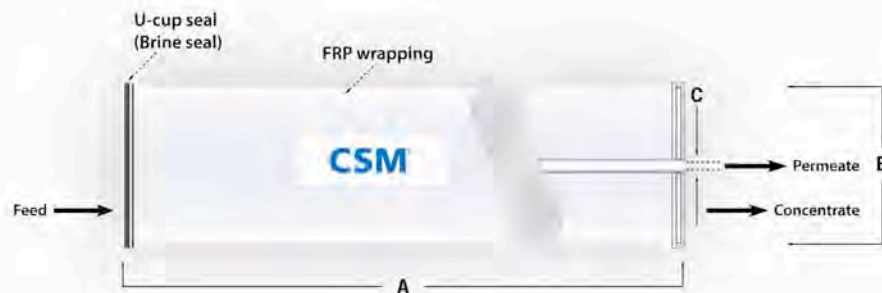 U-cup seal
(Brine seal)
FRP wrapping
C
CSM
Permeate
B
Feed
Concentrate
A